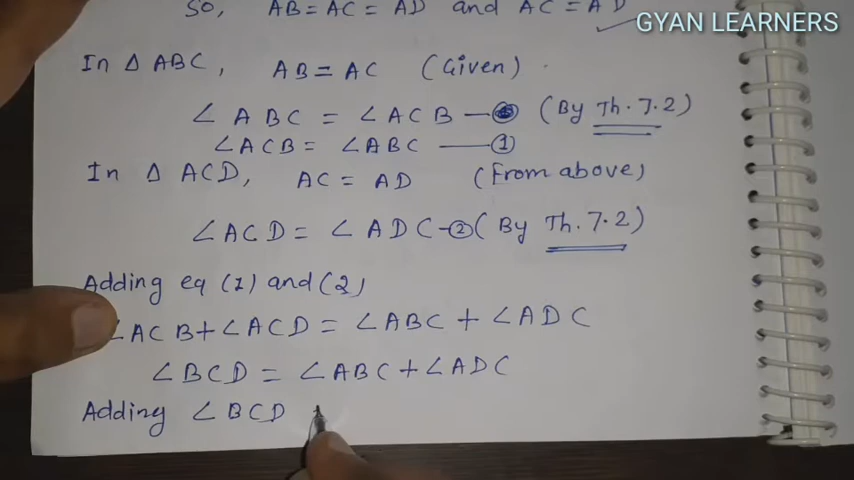 So, AB = AC = AD and AC = AD
GYAN LEARNERS
In Δ ABC, AB = AC (Given)
∠ABC = ∠ACB — (By Th. 7.2)
∠ACB = ∠ABC — ①
In Δ ACD, AC = AD (From above)
∠ACD = ∠ADC - ② (By Th. 7.2)
Adding eq (1) and (2)
∠ACB + ∠ACD = ∠ABC + ∠ADC
∠BCD = ∠ABC + ∠ADC
Adding ∠BCD